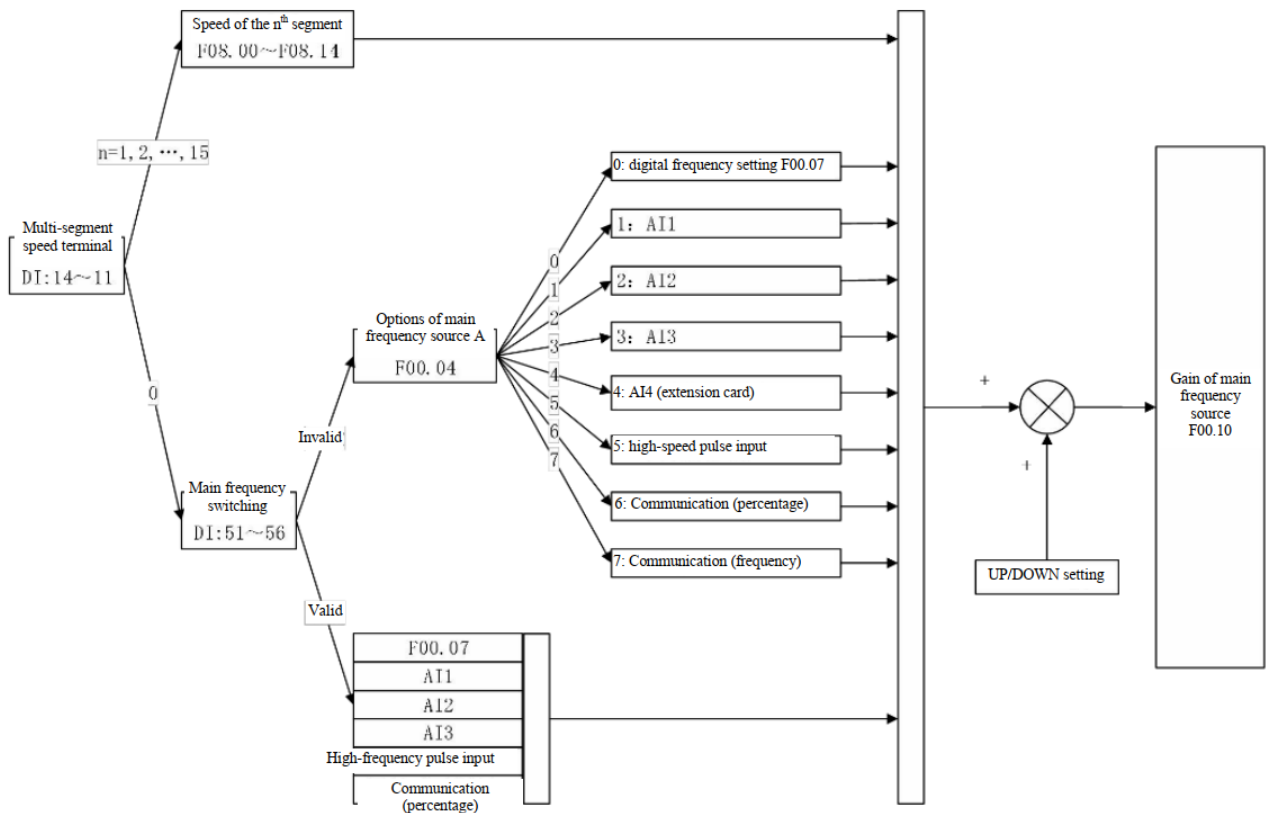 Speed of the nth segment
F08.00～F08.14
n=1, 2, ···, 15
Multi-segment
speed terminal
DI:14～11
0
Main frequency
switching
DI:51～56
Invalid
Valid
Options of main
frequency source A
F00.04
0
1
2
3
4
5
6
7
0: digital frequency setting F00.07
1: AI1
2: AI2
3: AI3
4: AI4 (extension card)
5: high-speed pulse input
6: Communication (percentage)
7: Communication (frequency)
F00.07
AI1
AI2
AI3
High-frequency pulse input
Communication
(percentage)
+
+
UP/DOWN setting
Gain of main
frequency
source
F00.10